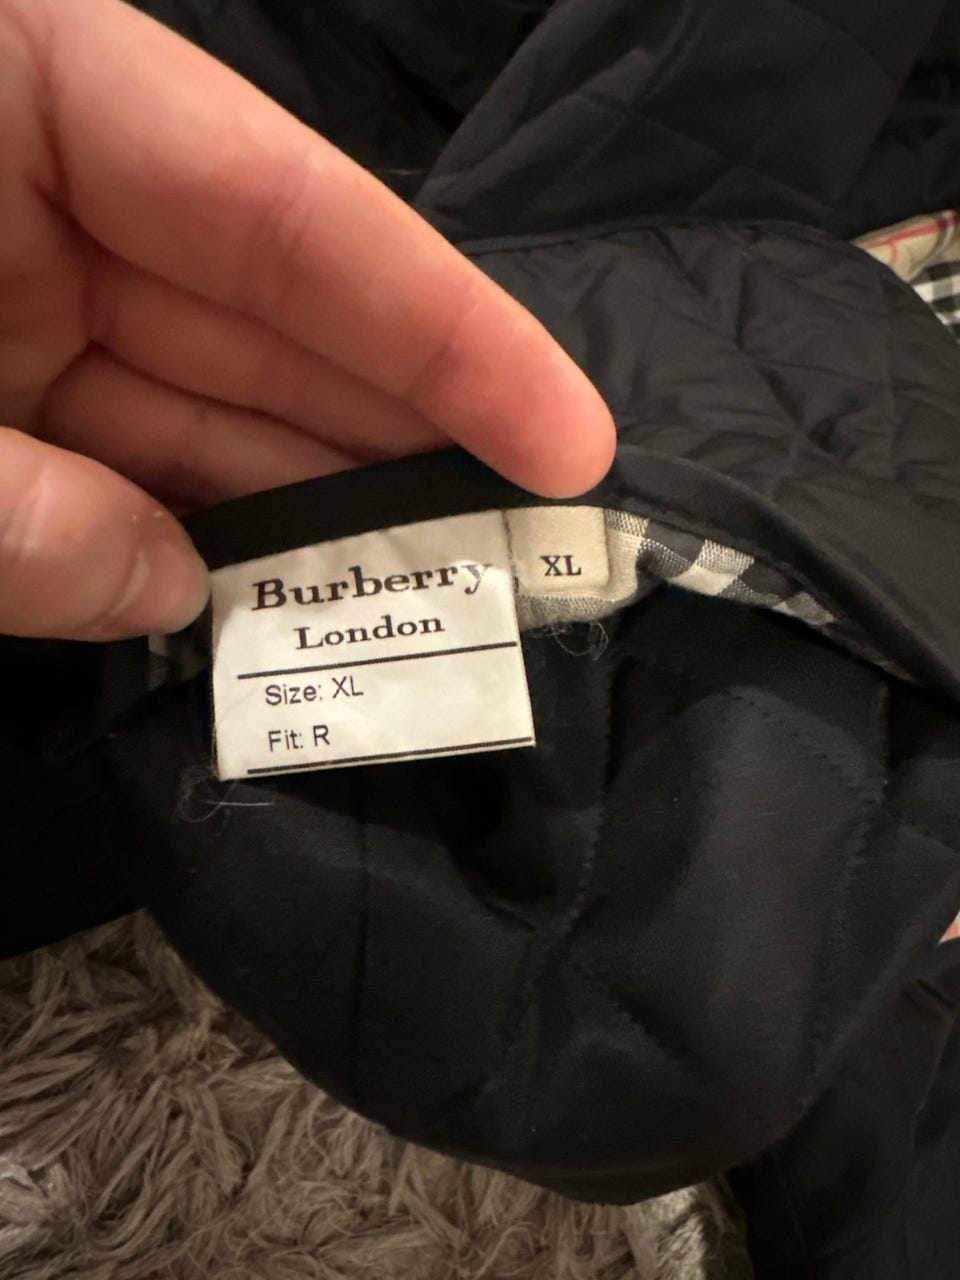 Burberry
London
Size: XL
Fit: R
XL